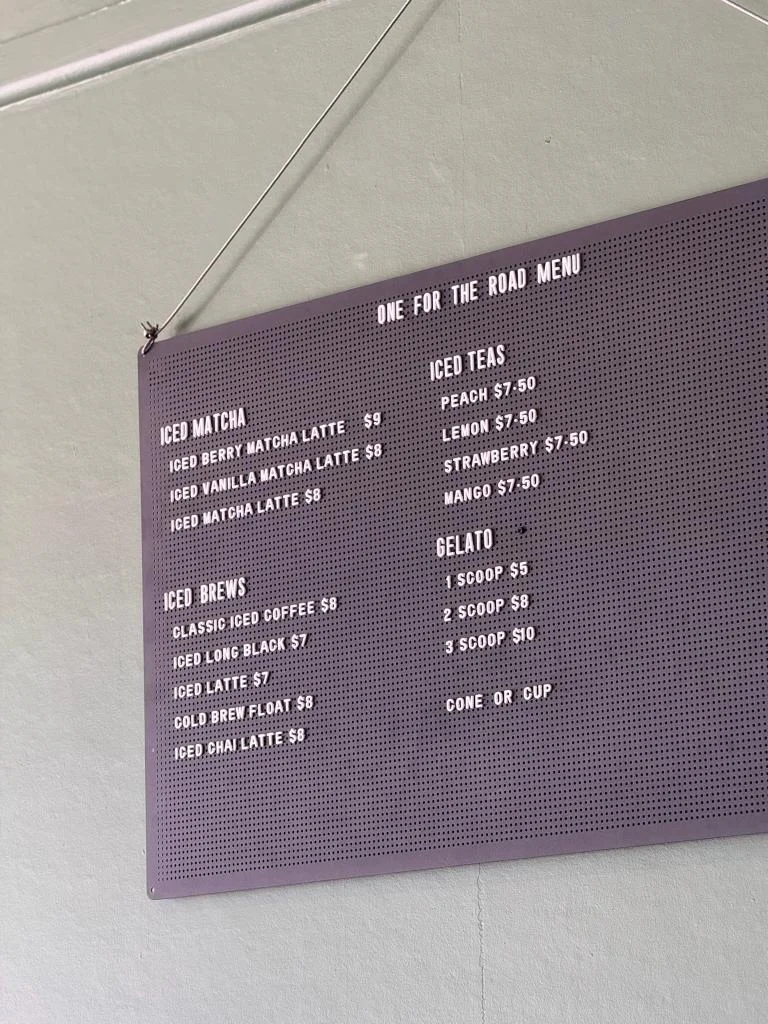 ONE FOR THE ROAD MENU
ICED MATCHA
ICED BERRY MATCHA LATTE $9
ICED VANILLA MATCHA LATTE $8
ICED MATCHA LATTE $8
ICED BREWS
CLASSIC ICED COFFEE $8
ICED LONG BLACK $7
ICED LATTE $7
COLD BREW FLOAT $8
ICED CHAI LATTE $8
ICED TEAS
PEACH $7.50
LEMON $7.50
STRAWBERRY $7.50
MANGO $7.50
GELATO
1 SCOOP $5
2 SCOOP $8
3 SCOOP $10
CONE OR CUP